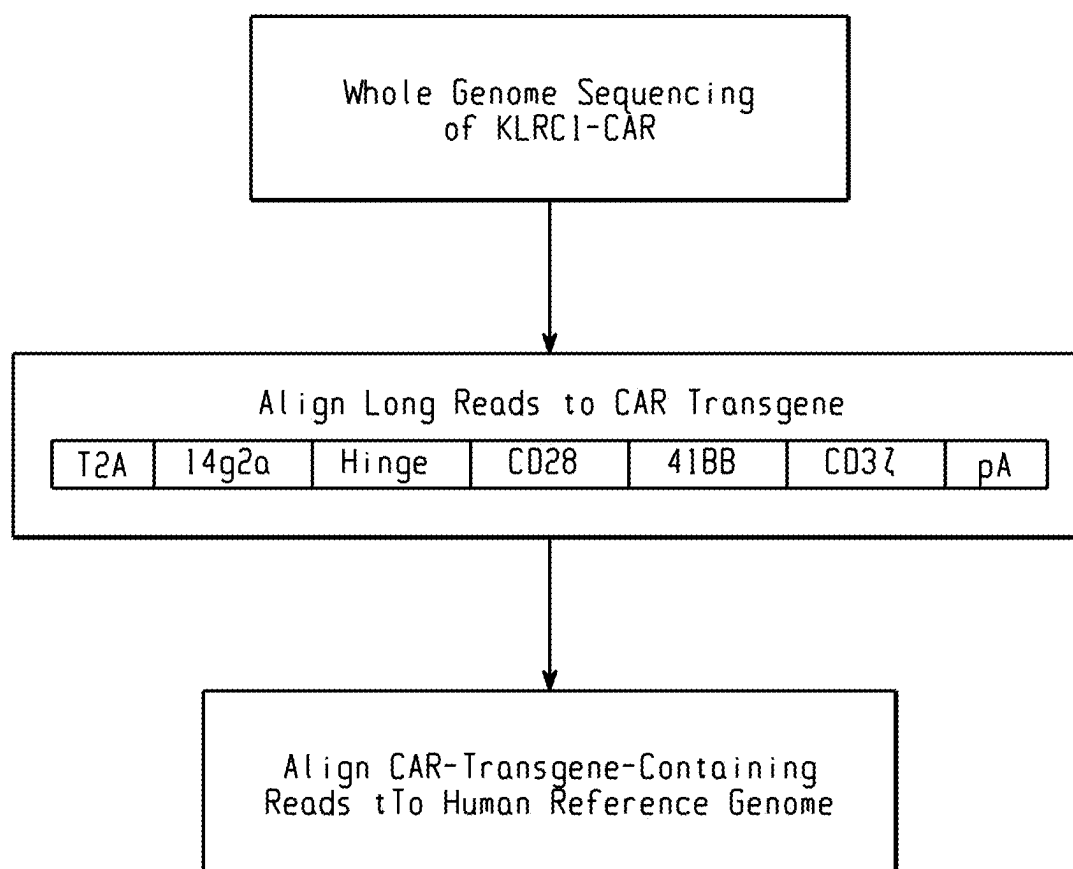 Whole Genome Sequencing
of KLRC1-CAR
Align Long Reads to CAR Transgene
T2A 14g2a Hinge CD28 41BB CD3ζ pA
Align CAR-Transgene-Containing
Reads tTo Human Reference Genome